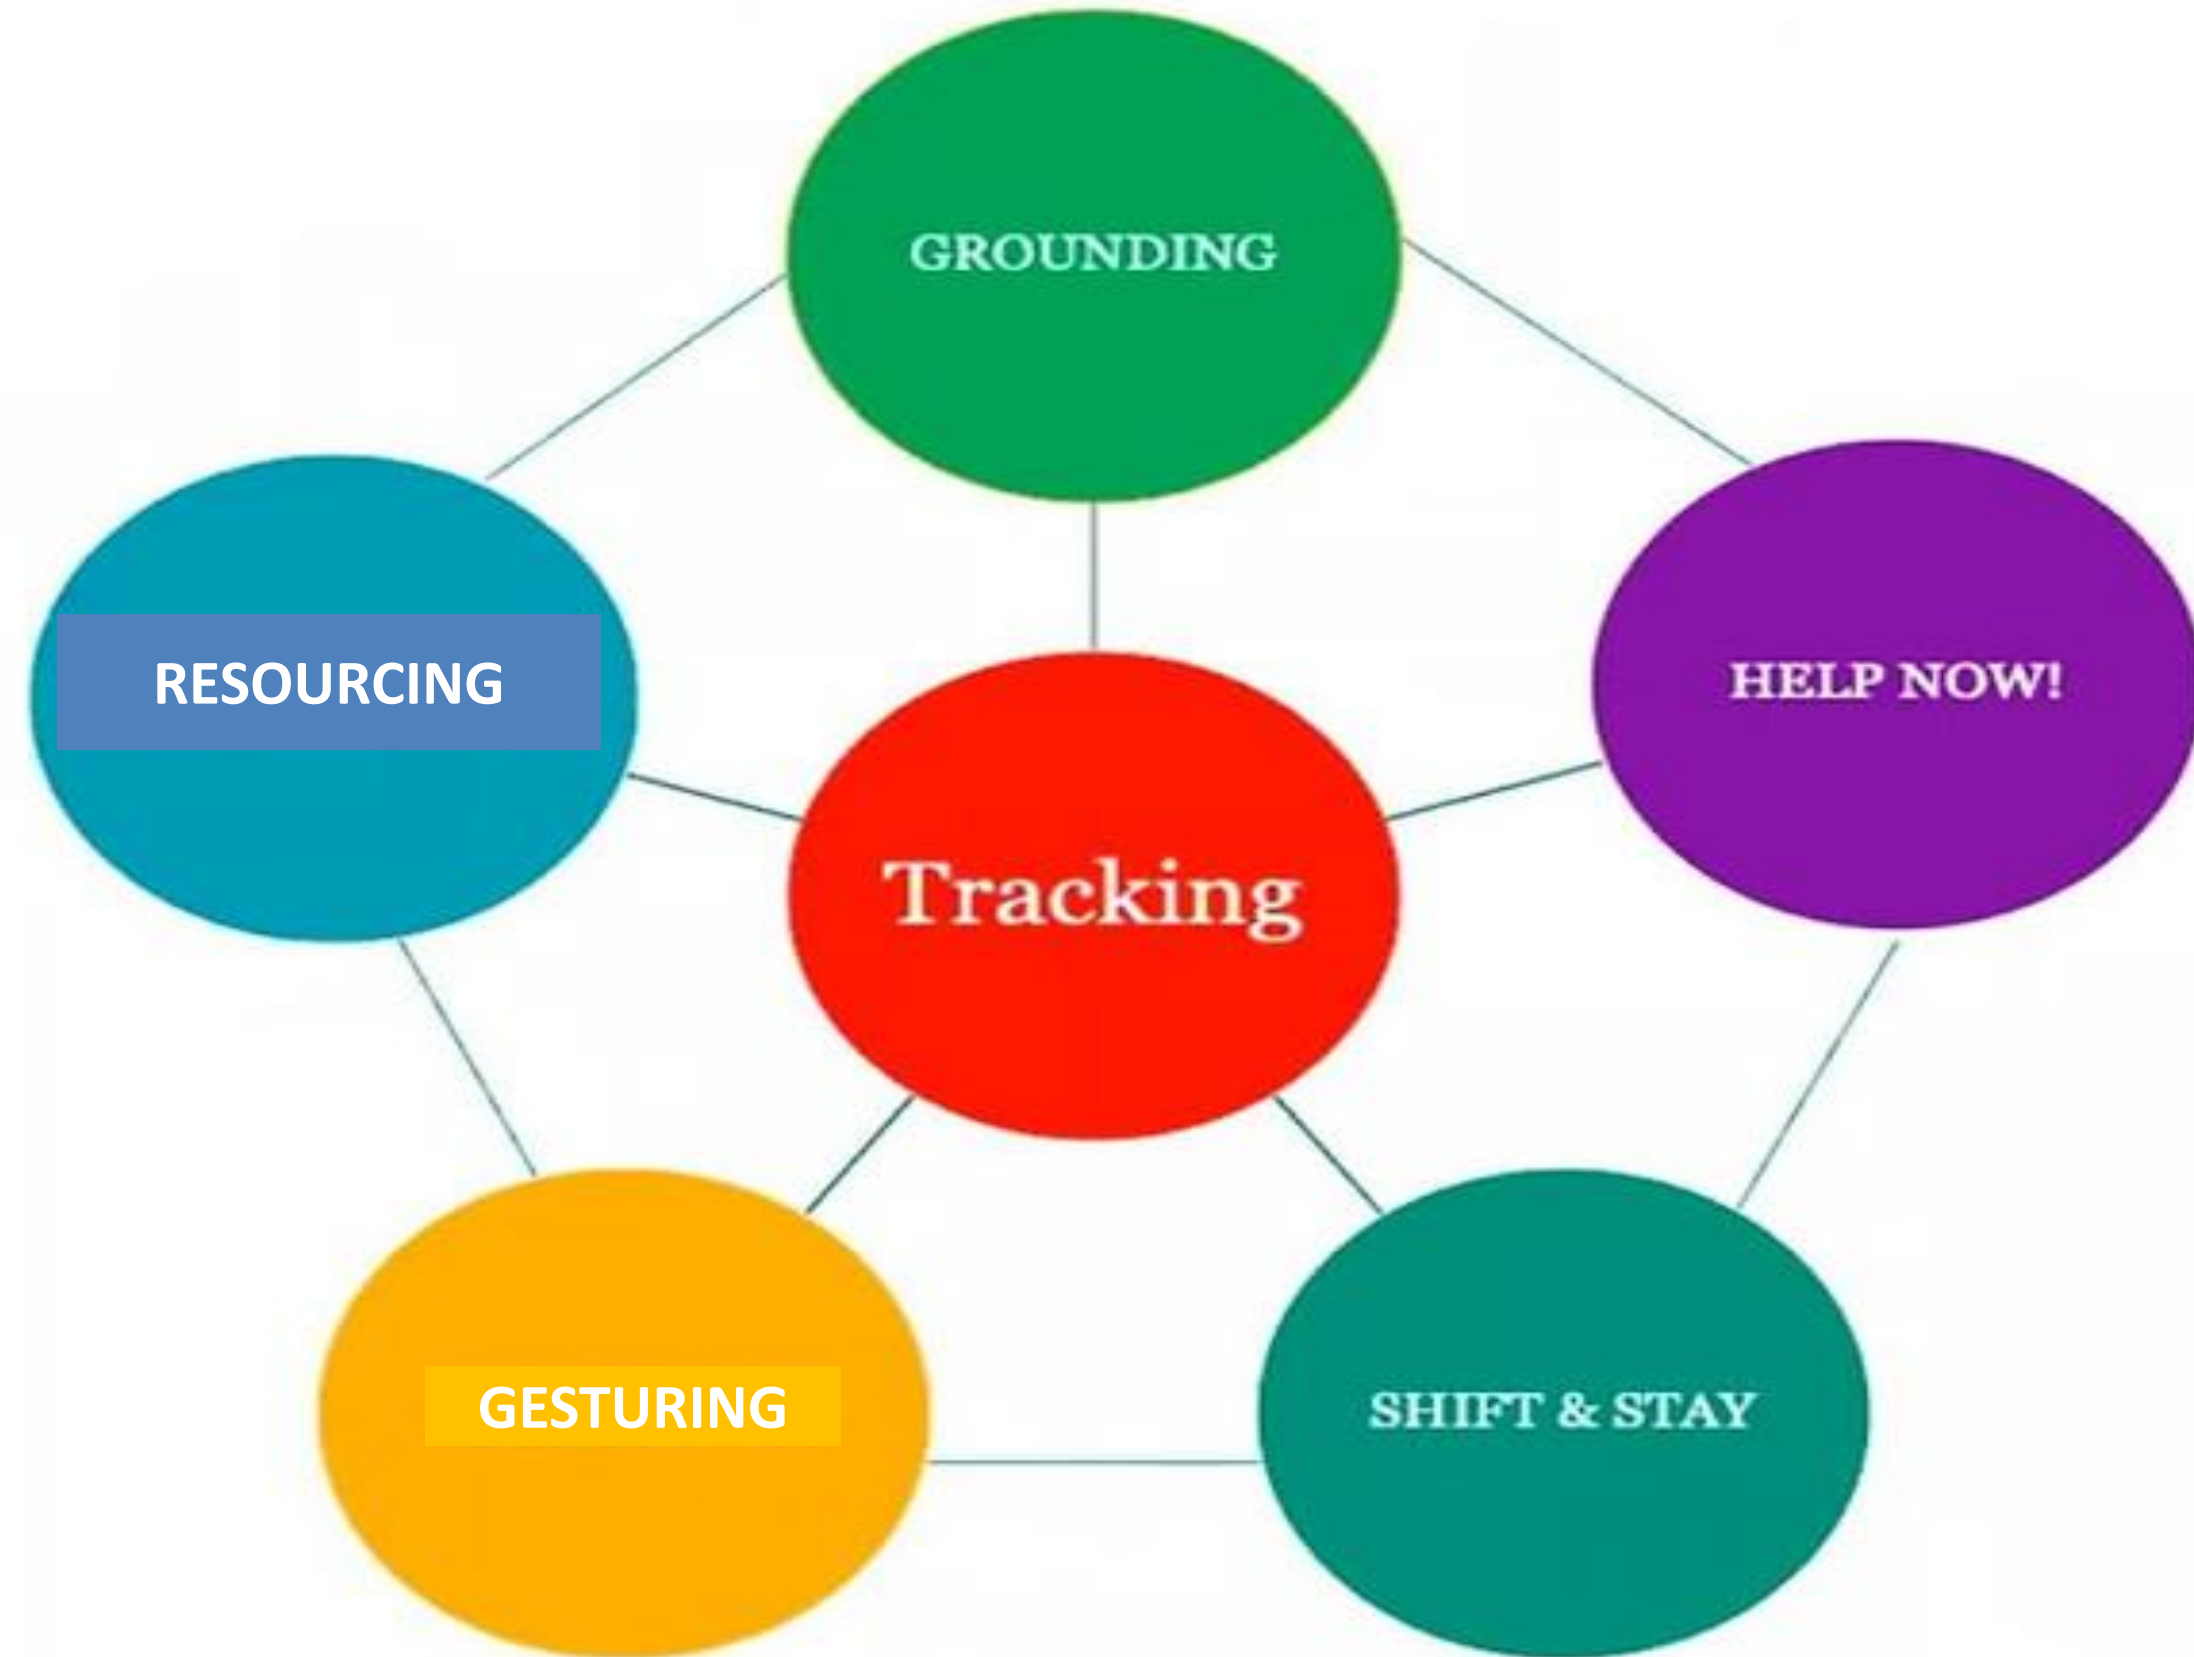 GROUNDING
RESOURCING
HELP NOW!
Tracking
GESTURING
SHIFT & STAY